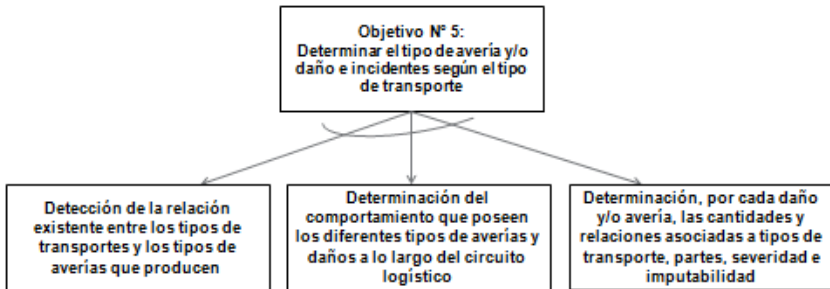 Objetivo N° 5:
Determinar el tipo de avería y/o
daño e incidentes según el tipo
de transporte
Detección de la relación
existente entre los tipos de
transportes y los tipos de
averías que producen
Determinación del
comportamiento que poseen
los diferentes tipos de averías y
daños a lo largo del circuito
logístico
Determinación, por cada daño
y/o avería, las cantidades y
relaciones asociadas a tipos de
transporte, partes, severidad e
imputabilidad